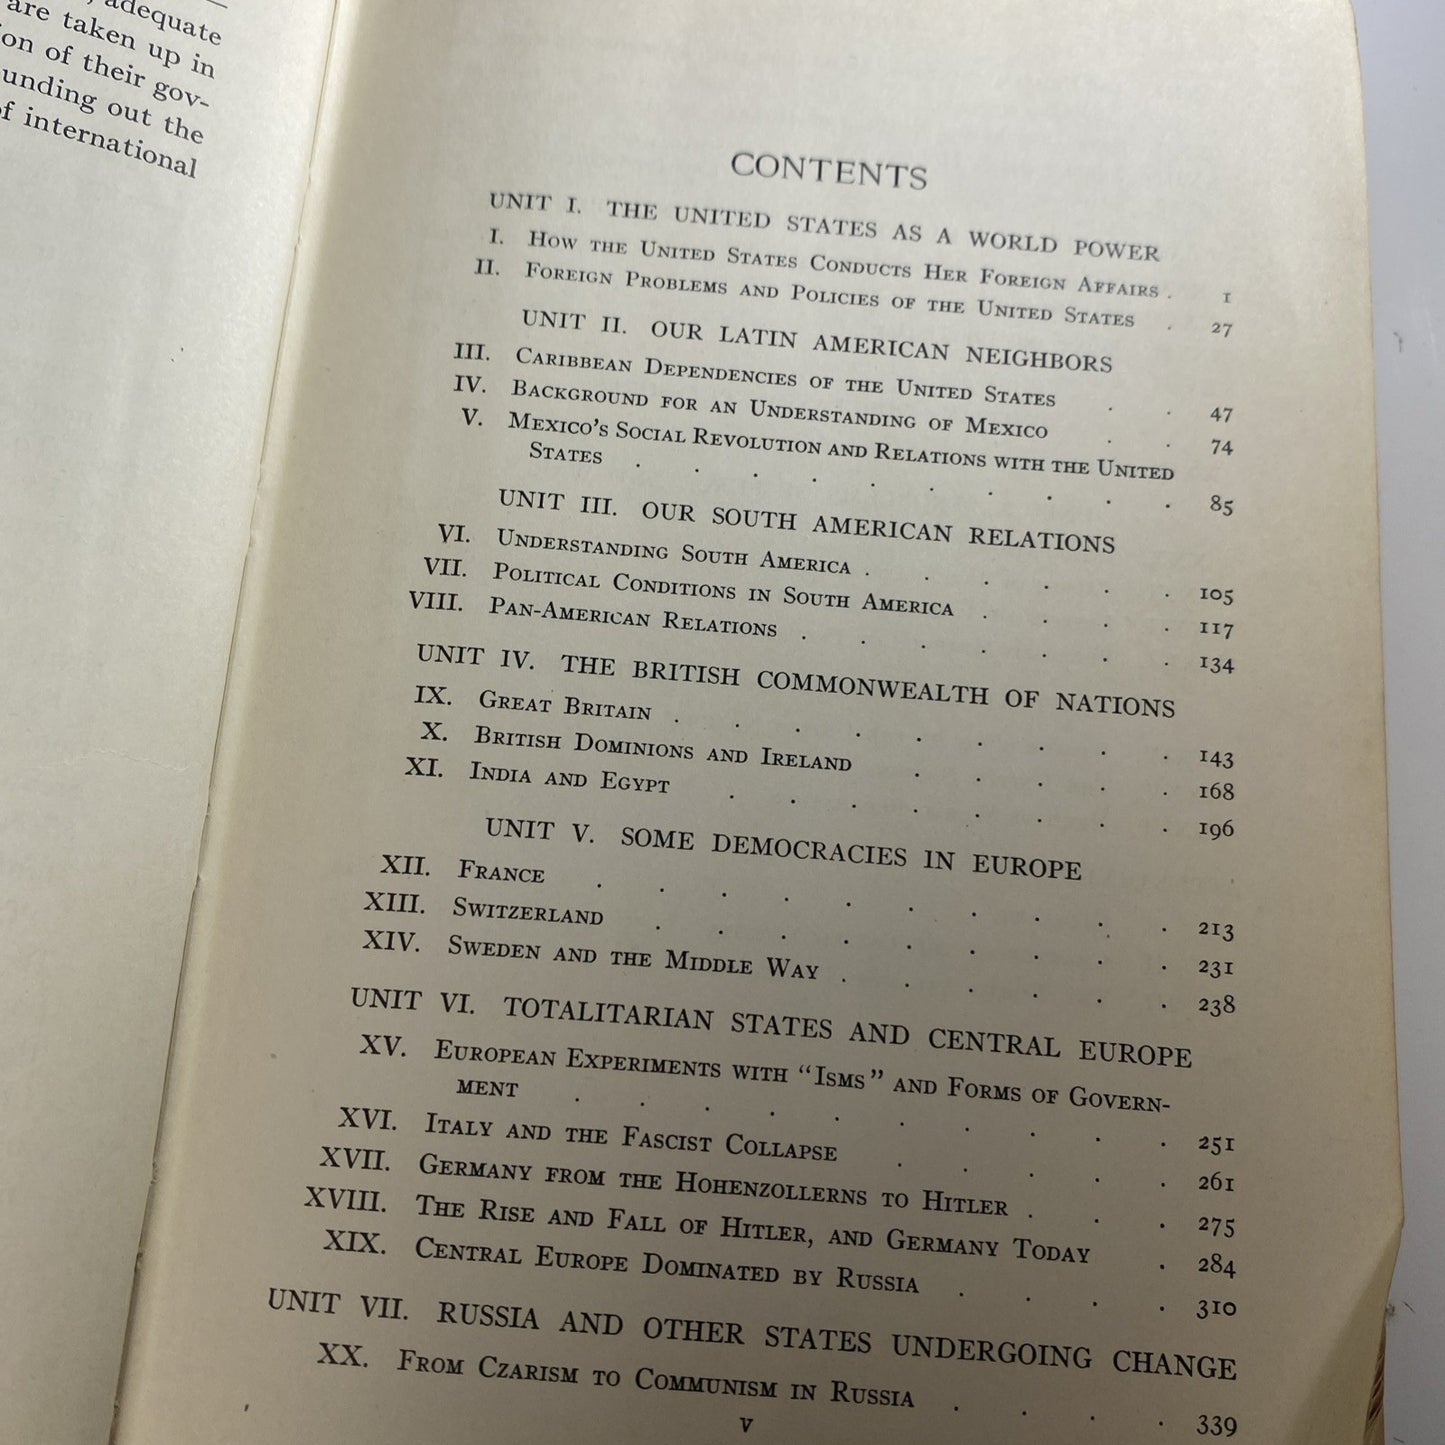 adequate
are taken up in
on of their gov-
unding out the
f international
CONTENTS
UNIT I. THE UNITED STATES AS A WORLD POWER
I. How the United States Conducts Her Foreign Affairs . 1
II. Foreign Problems and Policies of the United States . 27
UNIT II. OUR LATIN AMERICAN NEIGHBORS
III. Caribbean Dependencies of the United States . . 47
IV. Background for an Understanding of Mexico . . 74
V. Mexico's Social Revolution and Relations with the United
States . . . . . . . . . . 85
UNIT III. OUR SOUTH AMERICAN RELATIONS
VI. Understanding South America . . . . . . 105
VII. Political Conditions in South America . . . . 117
VIII. Pan-American Relations . . . . . . . 134
UNIT IV. THE BRITISH COMMONWEALTH OF NATIONS
IX. Great Britain . . . . . . . . . 143
X. British Dominions and Ireland . . . . . 168
XI. India and Egypt . . . . . . . . 196
UNIT V. SOME DEMOCRACIES IN EUROPE
XII. France . . . . . . . . . . 213
XIII. Switzerland . . . . . . . . . 231
XIV. Sweden and the Middle Way . . . . . . 238
UNIT VI. TOTALITARIAN STATES AND CENTRAL EUROPE
XV. European Experiments with "Isms" and Forms of Govern-
ment . . . . . . . . . . 251
XVI. Italy and the Fascist Collapse . . . . . 261
XVII. Germany from the Hohenzollerns to Hitler . . . 275
XVIII. The Rise and Fall of Hitler, and Germany Today . 284
XIX. Central Europe Dominated by Russia . . . . 310
UNIT VII. RUSSIA AND OTHER STATES UNDERGOING CHANGE
XX. From Czarism to Communism in Russia . . . . 339
v